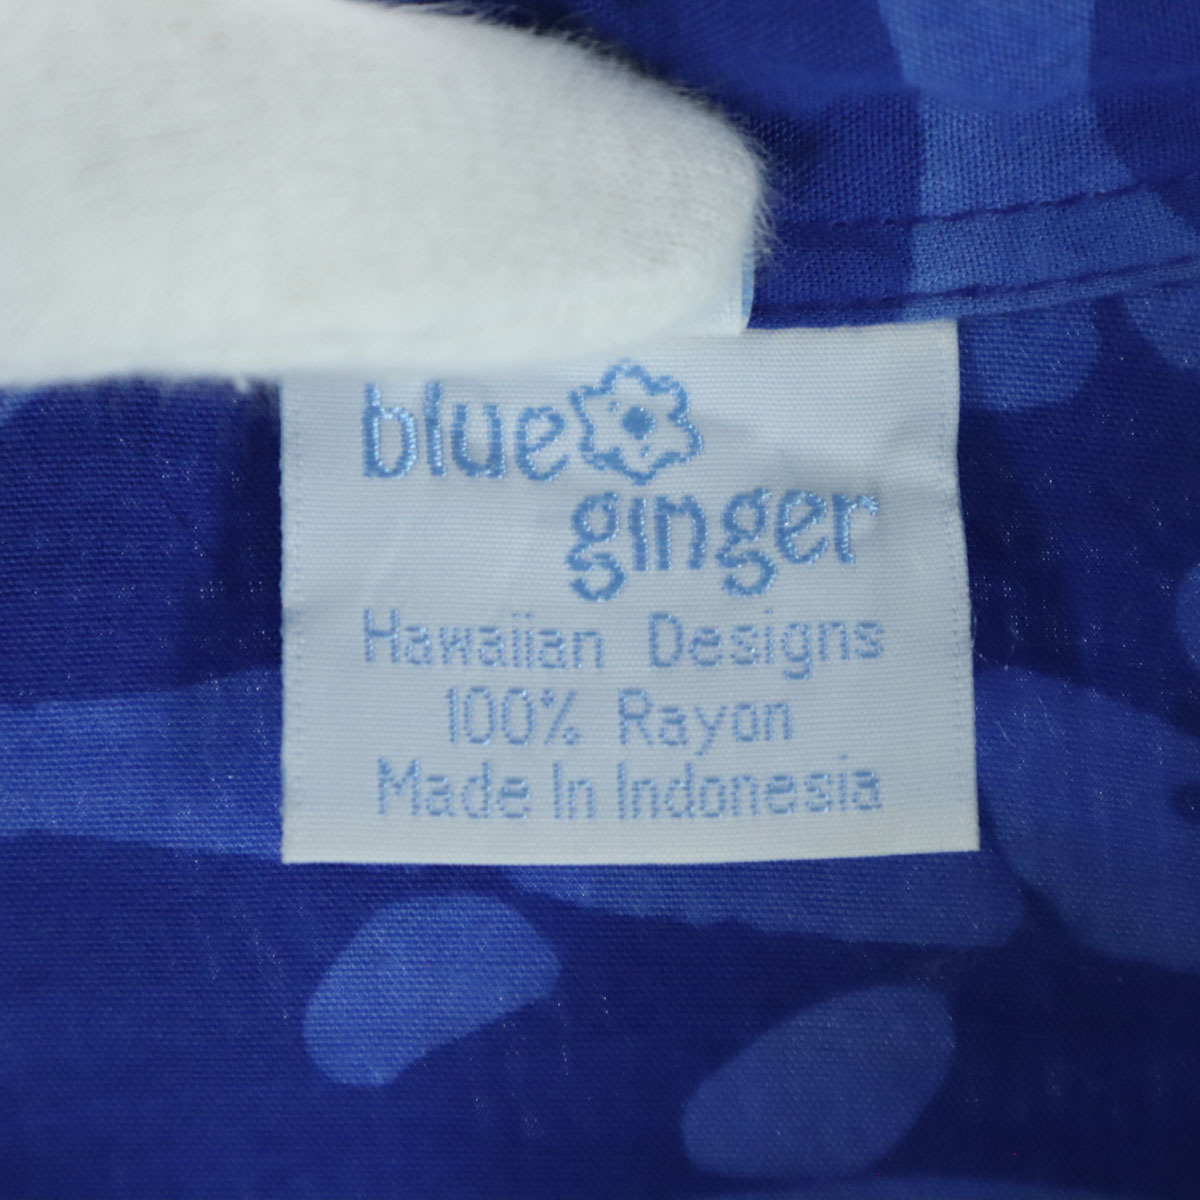 blue
ginger
Hawaiian Designs
100% Rayon
Made In Indonesia